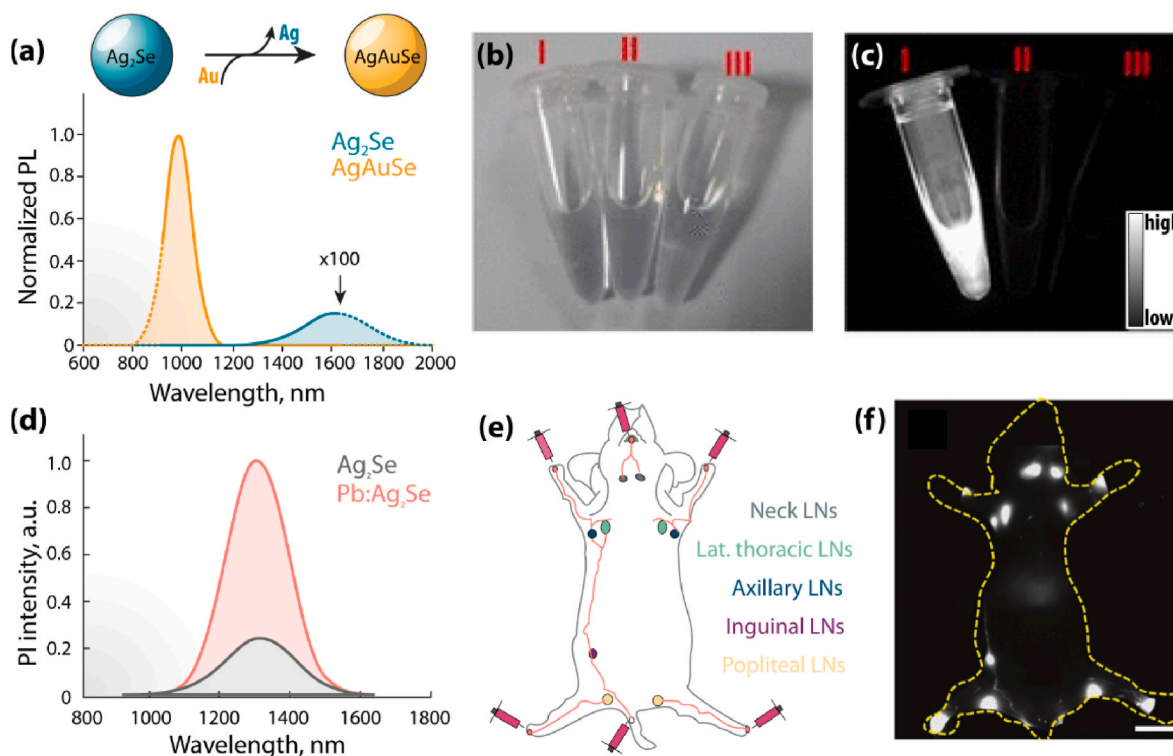 (a)
Ag₂Se
Ag
Au
AgAuSe
Normalized PL
1.0
0.8
0.6
0.4
0.2
0
Ag₂Se
AgAuSe
x100
600 800 1000 1200 1400 1600 1800 2000
Wavelength, nm
(b)
I II III
(c)
I II III
high
low
(d)
PI intensity, a.u.
1.0
0.8
0.6
0.4
0.2
0
Ag₂Se
Pb:Ag₂Se
800 1000 1200 1400 1600 1800
Wavelength, nm
(e)
Neck LNs
Lat. thoracic LNs
Axillary LNs
Inguinal LNs
Popliteal LNs
(f)